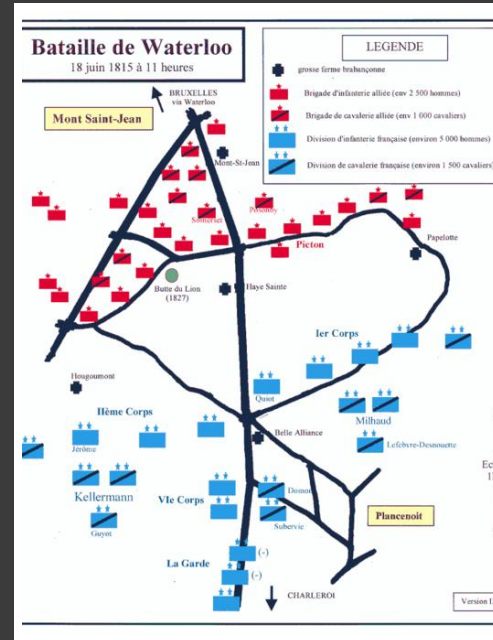 Bataille de Waterloo
18 juin 1815 à 11 heures
LEGENDE
grosse ferme brabançonne
Brigade d'infanterie alliée (env 2 500 hommes)
Brigade de cavalerie alliée (env 1 000 cavaliers)
Division d'infanterie française (environ 5 000 hommes)
Division de cavalerie française (environ 1 500 cavaliers)
BRUXELLES
via Waterloo
Mont Saint-Jean
Mont-St-Jean
Somerset
Ponsonby
Picton
Papelotte
Butte du Lion
(1827)
Haye Sainte
Ier Corps
Hougoumont
Quiot
IIème Corps
Milhaud
Belle Alliance
Jérôme
Lefebvre-Desnouette
Kellermann
VIe Corps
Domon
Guyot
Subervie
Plancenoit
La Garde
(-)
(-)
CHARLEROI